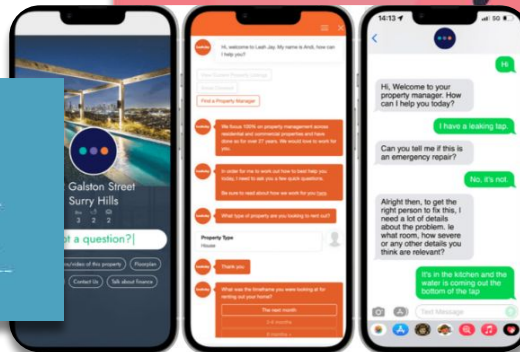 Galston Street
Surry Hills
3 2 2
ot a question?
os/video of this property
Floorplan
Contact Us
Talk about finance
Hi, welcome to Leah Jay. My name is Andi, how can
I help you?
Find a Property Manager
We focus 100% on property management across
residential and commercial properties and have
done so for over 27 years. We would love to work for
you.
In order for me to work out how to best help you
today, I need to ask you a few quick questions.
Be sure to read about how we work for you here
What type of property are you looking to rent out?
Property Type
House
Thank you
What was the timeframe you were looking at for
renting out your home?
The next month
14:13
5G
Hi
Hi, Welcome to your
property manager. How
can I help you today?
I have a leaking tap.
Can you tell me if this is
an emergency repair?
No, it's not.
Alright then, to get the
right person to fix this, I
need a lot of details
about the problem. Ie
what room, how severe
or any other details you
think are relevant?
It's in the kitchen and the
water is coming out the
bottom of the tap
Text Message